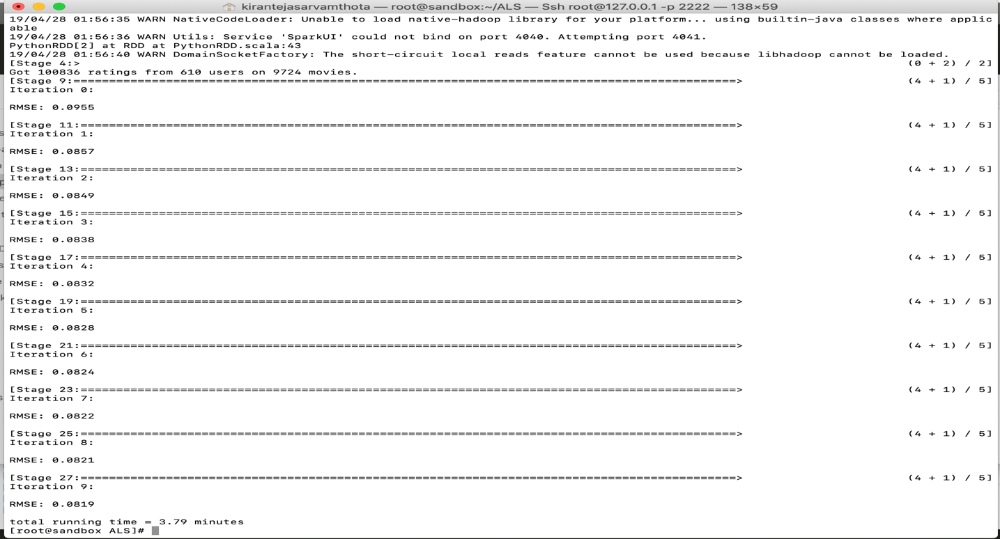 kirantejasarvamthota — root@sandbox:~/ALS — Ssh root@127.0.0.1 -p 2222 — 138×59
19/04/28 01:56:35 WARN NativeCodeLoader: Unable to load native-hadoop library for your platform... using builtin-java classes where applic
able
19/04/28 01:56:36 WARN Utils: Service 'SparkUI' could not bind on port 4040. Attempting port 4041.
PythonRDD[2] at RDD at PythonRDD.scala:43
19/04/28 01:56:40 WARN DomainSocketFactory: The short-circuit local reads feature cannot be used because libhadoop cannot be loaded.
[Stage 4:> (0 + 2) / 2]
Got 100836 ratings from 610 users on 9724 movies.
[Stage 9:=============================================================================================> (4 + 1) / 5]
Iteration 0:
RMSE: 0.0955
[Stage 11:============================================================================================> (4 + 1) / 5]
Iteration 1:
RMSE: 0.0857
[Stage 13:============================================================================================> (4 + 1) / 5]
Iteration 2:
RMSE: 0.0849
[Stage 15:============================================================================================> (4 + 1) / 5]
Iteration 3:
RMSE: 0.0838
[Stage 17:============================================================================================> (4 + 1) / 5]
Iteration 4:
RMSE: 0.0832
[Stage 19:============================================================================================> (4 + 1) / 5]
Iteration 5:
RMSE: 0.0828
[Stage 21:============================================================================================> (4 + 1) / 5]
Iteration 6:
RMSE: 0.0824
[Stage 23:============================================================================================> (4 + 1) / 5]
Iteration 7:
RMSE: 0.0822
[Stage 25:============================================================================================> (4 + 1) / 5]
Iteration 8:
RMSE: 0.0821
[Stage 27:============================================================================================> (4 + 1) / 5]
Iteration 9:
RMSE: 0.0819
total running time = 3.79 minutes
[root@sandbox ALS]#